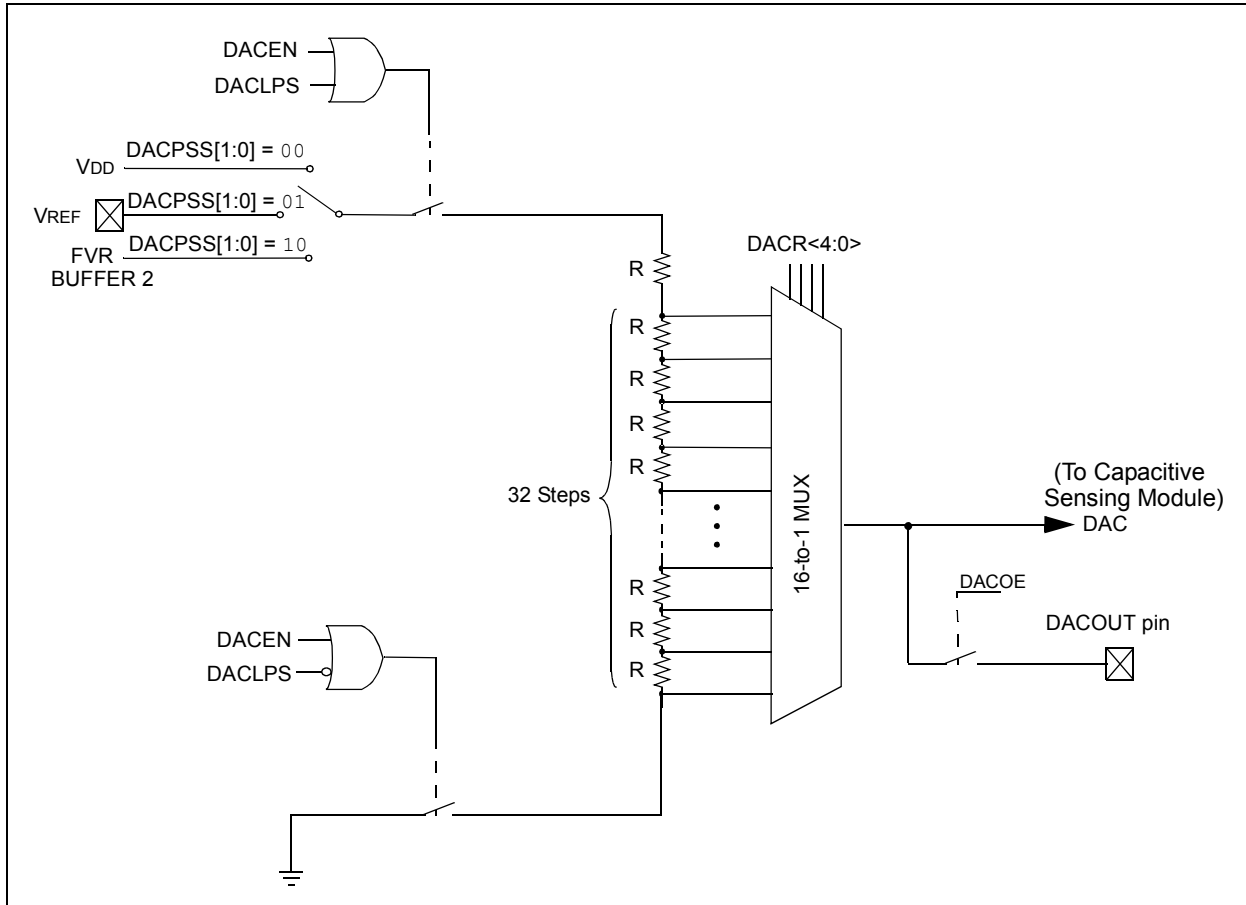 DACEN
DACLPS
VDD
DACPSS[1:0] = 00
VREF
DACPSS[1:0] = 01
FVR
BUFFER 2
DACPSS[1:0] = 10
DACR<4:0>
R
R
R
R
R
32 Steps
16-to-1 MUX
(To Capacitive
Sensing Module)
DAC
DACOE
R
R
R
DACOUT pin
DACEN
DACLPS